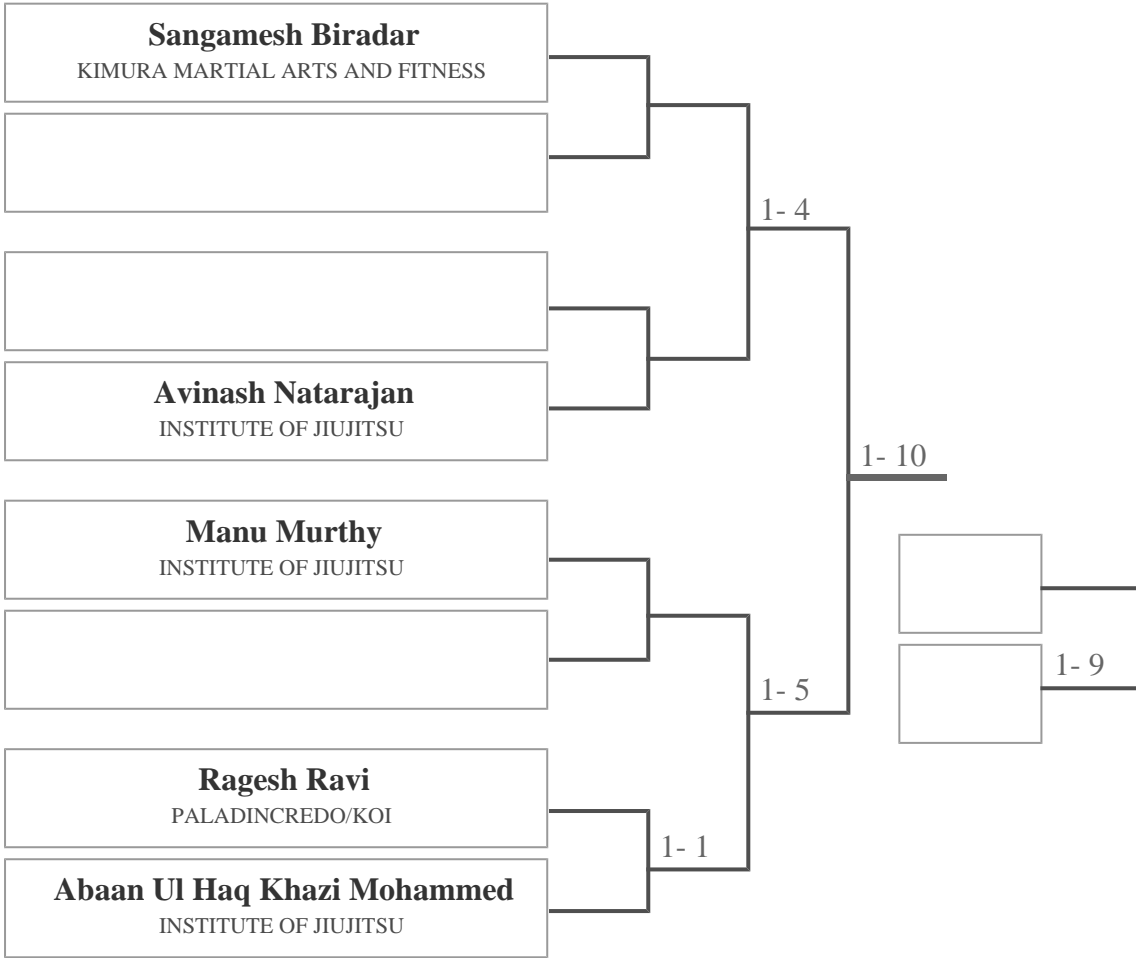 Sangamesh Biradar
KIMURA MARTIAL ARTS AND FITNESS
1- 4
Avinash Natarajan
INSTITUTE OF JIUJITSU
1- 10
Manu Murthy
INSTITUTE OF JIUJITSU
1- 9
1- 5
Ragesh Ravi
PALADINCREDO/KOI
1- 1
Abaan Ul Haq Khazi Mohammed
INSTITUTE OF JIUJITSU